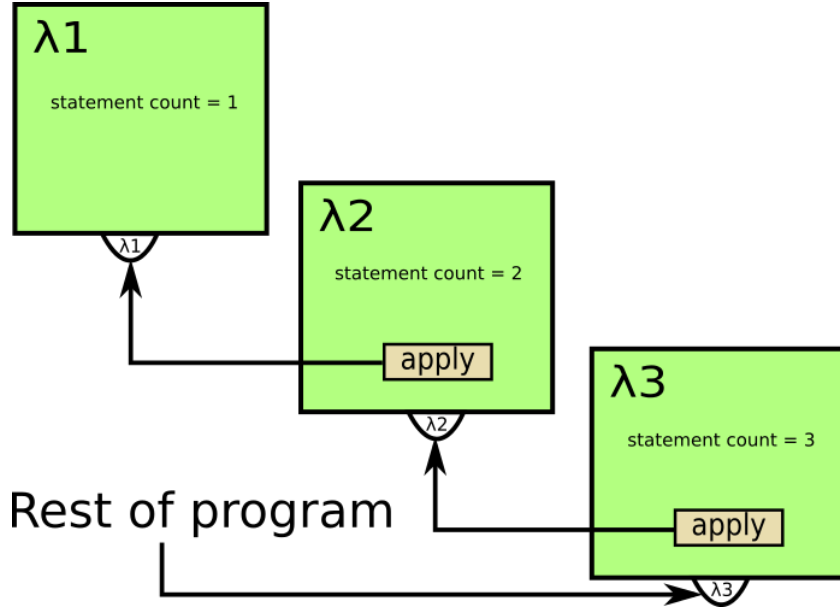 λ1
statement count = 1
λ1
λ2
statement count = 2
apply
λ2
λ3
statement count = 3
apply
λ3
Rest of program